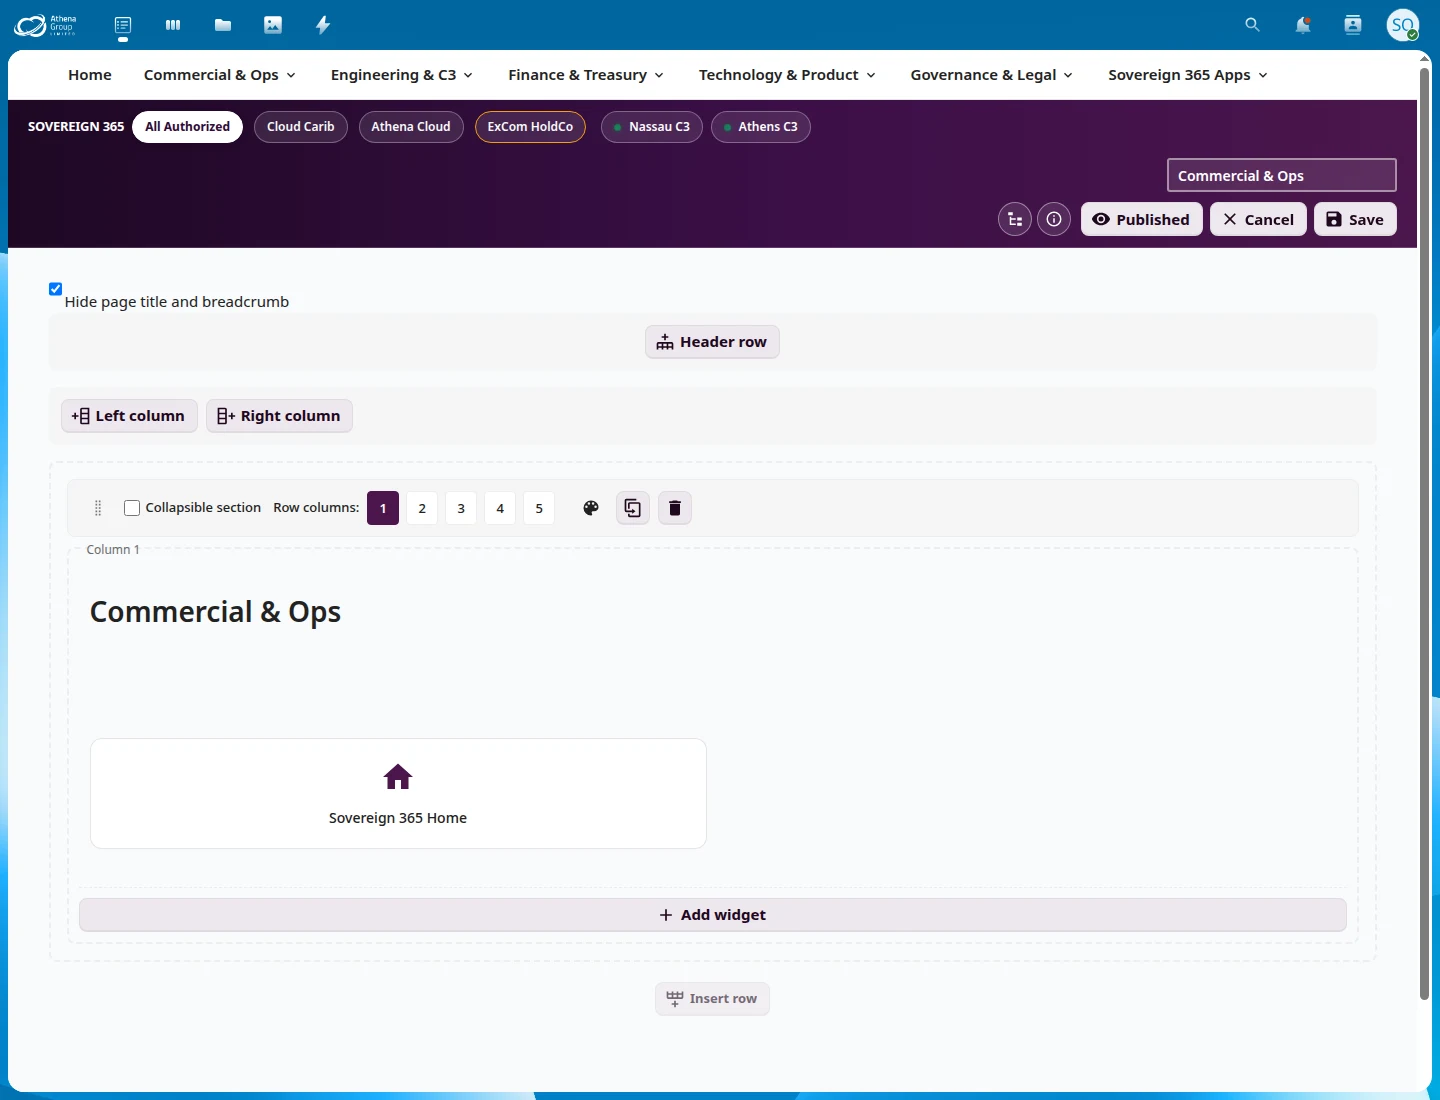 Athena
Group
LIMITED
SO
Home
Commercial & Ops
Engineering & C3
Finance & Treasury
Technology & Product
Governance & Legal
Sovereign 365 Apps
SOVEREIGN 365
All Authorized
Cloud Carib
Athena Cloud
ExCom HoldCo
Nassau C3
Athens C3
Commercial & Ops
Published
Cancel
Save
Hide page title and breadcrumb
Header row
Left column
Right column
Collapsible section
Row columns:
1
2
3
4
5
Column 1
Commercial & Ops
Sovereign 365 Home
Add widget
Insert row